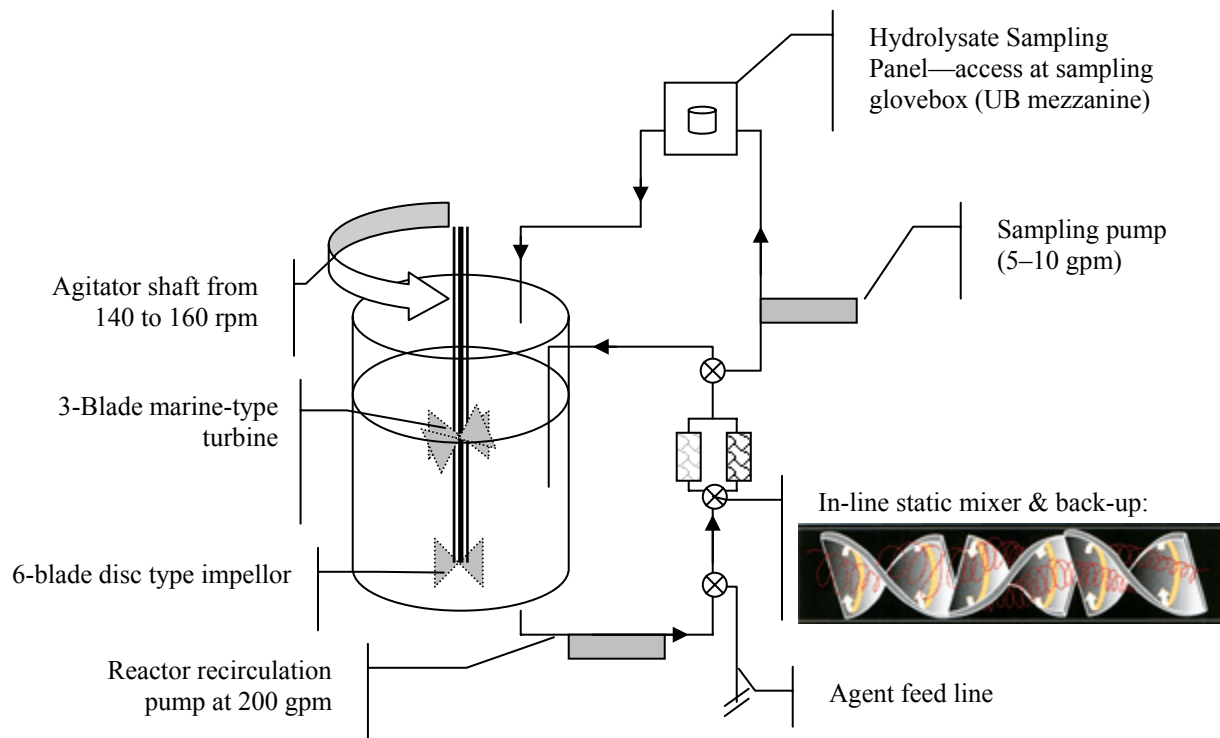 Hydrolysate Sampling
Panel—access at sampling
glovebox (UB mezzanine)
Sampling pump
(5–10 gpm)
Agitator shaft from
140 to 160 rpm
3-Blade marine-type
turbine
In-line static mixer & back-up:
6-blade disc type impellor
Reactor recirculation
pump at 200 gpm
Agent feed line